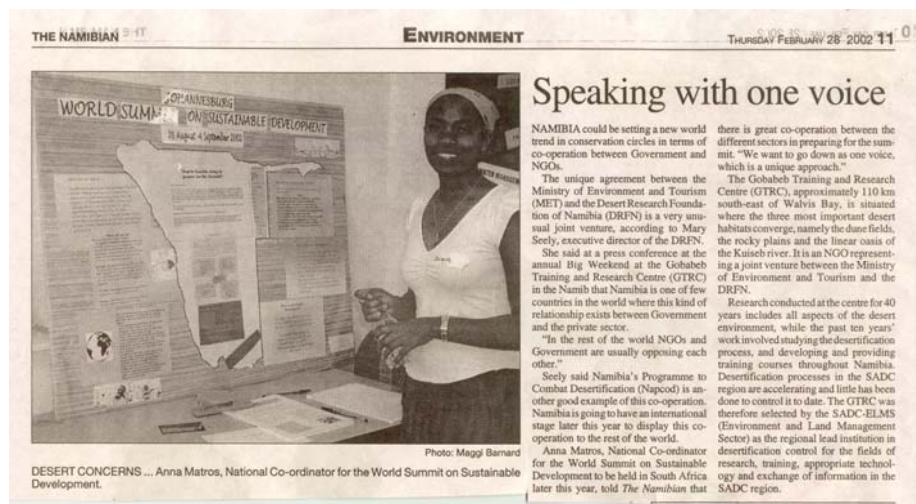 THE NAMIBIAN
ENVIRONMENT
THURSDAY FEBRUARY 28 2002 11
WORLD SUMMIT
JOHANNESBURG
ON SUSTAINABLE DEVELOPMENT
26 August 4 September 2002
Photo: Maggi Barnard
DESERT CONCERNS ... Anna Matros, National Co-ordinator for the World Summit on Sustainable
Development.
Speaking with one voice
NAMIBIA could be setting a new world
trend in conservation circles in terms of
co-operation between Government and
NGOs.
The unique agreement between the
Ministry of Environment and Tourism
(MET) and the Desert Research Founda-
tion of Namibia (DRFN) is a very unu-
sual joint venture, according to Mary
Seely, executive director of the DRFN.
She said at a press conference at the
annual Big Weekend at the Gobabeb
Training and Research Centre (GTRC)
in the Namib that Namibia is one of few
countries in the world where this kind of
relationship exists between Government
and the private sector.
"In the rest of the world NGOs and
Government are usually opposing each
other."
Seely said Namibia's Programme to
Combat Desertification (Napcod) is an-
other good example of this co-operation.
Namibia is going to have an international
stage later this year to display this co-
operation to the rest of the world.
Anna Matros, National Co-ordinator
for the World Summit on Sustainable
Development to be held in South Africa
later this year, told The Namibian that
there is great co-operation between the
different sectors in preparing for the sum-
mit. "We want to go down as one voice,
which is a unique approach."
The Gobabeb Training and Research
Centre (GTRC), approximately 110 km
south-east of Walvis Bay, is situated
where the three most important desert
habitats converge, namely the dune fields,
the rocky plains and the linear oasis of
the Kuiseb river. It is an NGO represent-
ing a joint venture between the Ministry
of Environment and Tourism and the
DRFN.
Research conducted at the centre for 40
years includes all aspects of the desert
environment, while the past ten years'
work involved studying the desertification
process, and developing and providing
training courses throughout Namibia.
Desertification processes in the SADC
region are accelerating and little has been
done to control it to date. The GTRC was
therefore selected by the SADC-ELMS
(Environment and Land Management
Sector) as the regional lead institution in
desertification control for the fields of
research, training, appropriate technol-
ogy and exchange of information in the
SADC region.